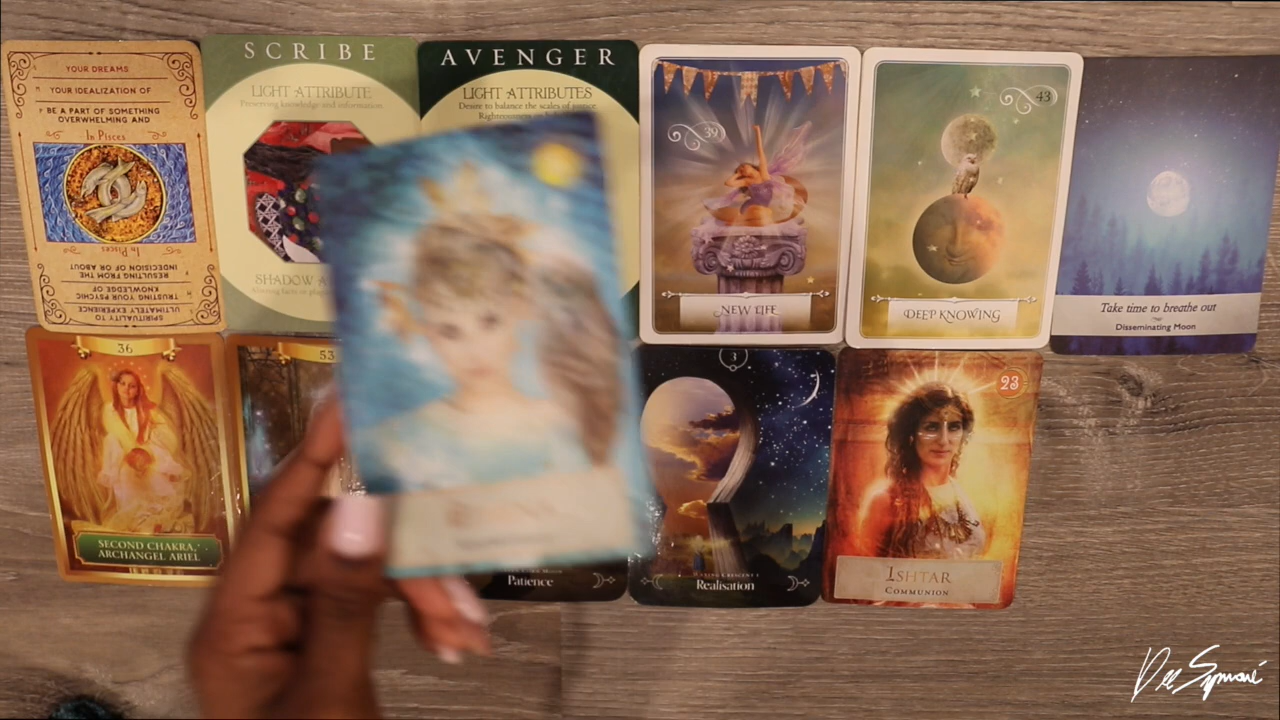 YOUR DREAMS
YOUR IDEALIZATION OF
BE A PART OF SOMETHING
OVERWHELMING AND
In Pisces
In Pisces
INDECISION OR ABOUT
RESULTING FROM THE
KNOWLEDGE OF
TRUSTING YOUR PSYCHIC
ULTIMATELY EXPERIENCE
SPIRITUALITY TO
SCRIBE
LIGHT ATTRIBUTE
Preserving knowledge and information.
SHADOW A
AVENGER
LIGHT ATTRIBUTES
Desire to balance the scales of justice.
Righteousness
39
NEW LIFE
43
DEEP KNOWING
Take time to breathe out
Disseminating Moon
36
SECOND CHAKRA,
ARCHANGEL ARIEL
53
Patience
3
Realisation
23
ISHTAR
COMMUNION